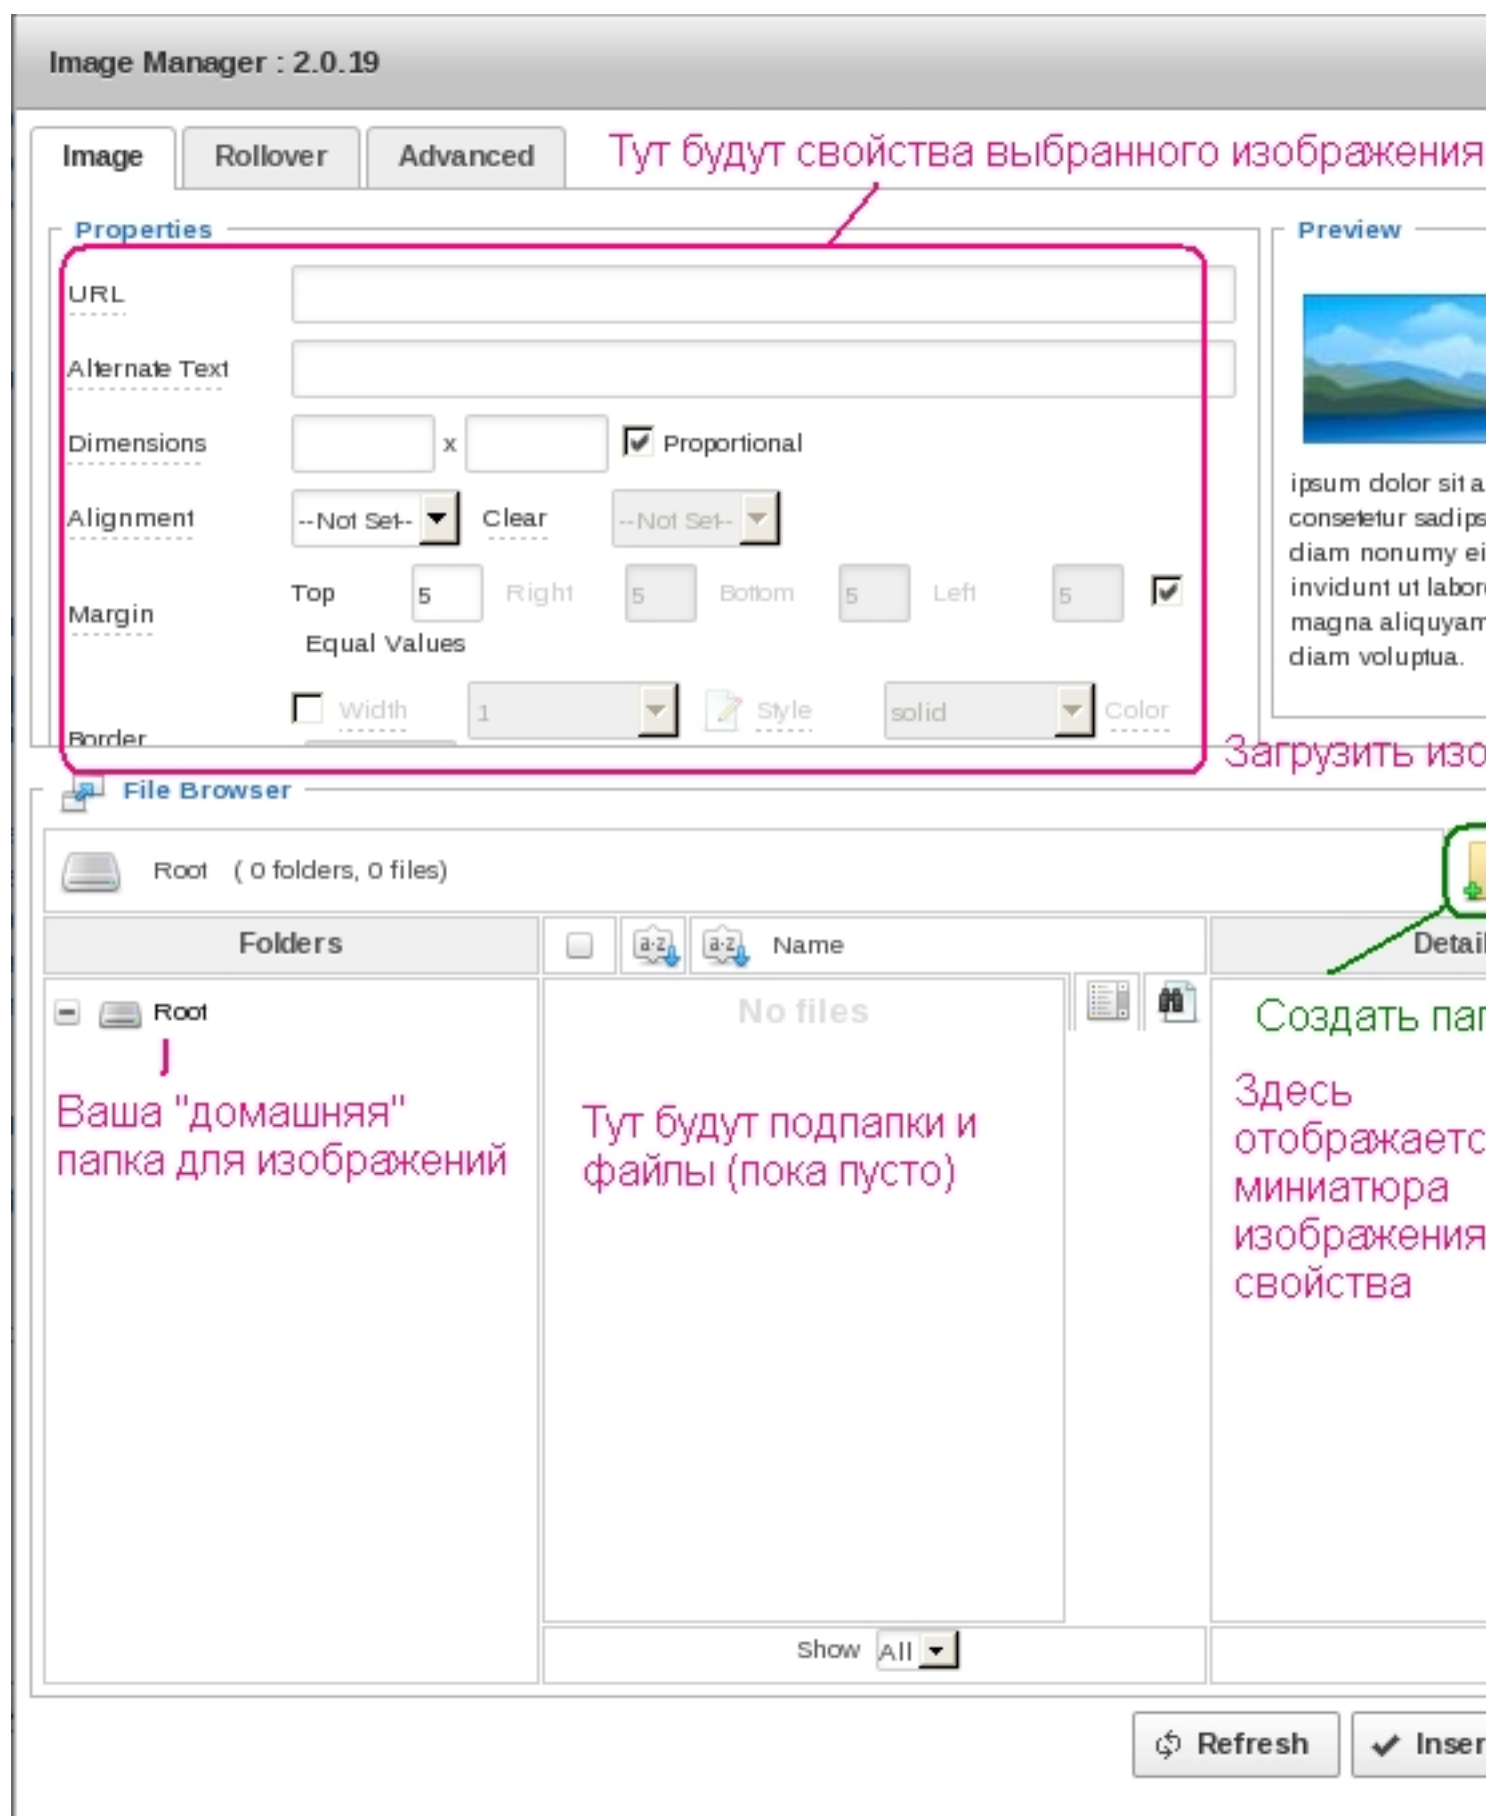 Image Manager : 2.0.19
Image Rollover Advanced Тут будут свойства выбранного изображения
Properties Preview
URL
Alternate Text
Dimensions x Proportional
Alignment --Not Set-- Clear --Not Set--
Margin Top 5 Right 5 Bottom 5 Left 5
Equal Values
Border Width 1 Style solid Color
ipsum dolor sit a
consetetur sadips
diam nonumy ei
invidunt ut labor
magna aliquyam
diam voluptua.
Загрузить изо
File Browser
Root ( 0 folders, 0 files)
Folders Name Detail
Root No files
Создать пап
Ваша "домашняя"
папка для изображений
Тут будут подпапки и
файлы (пока пусто)
Здесь
отображаетс
миниатюра
изображения
свойства
Show All
Refresh Inser